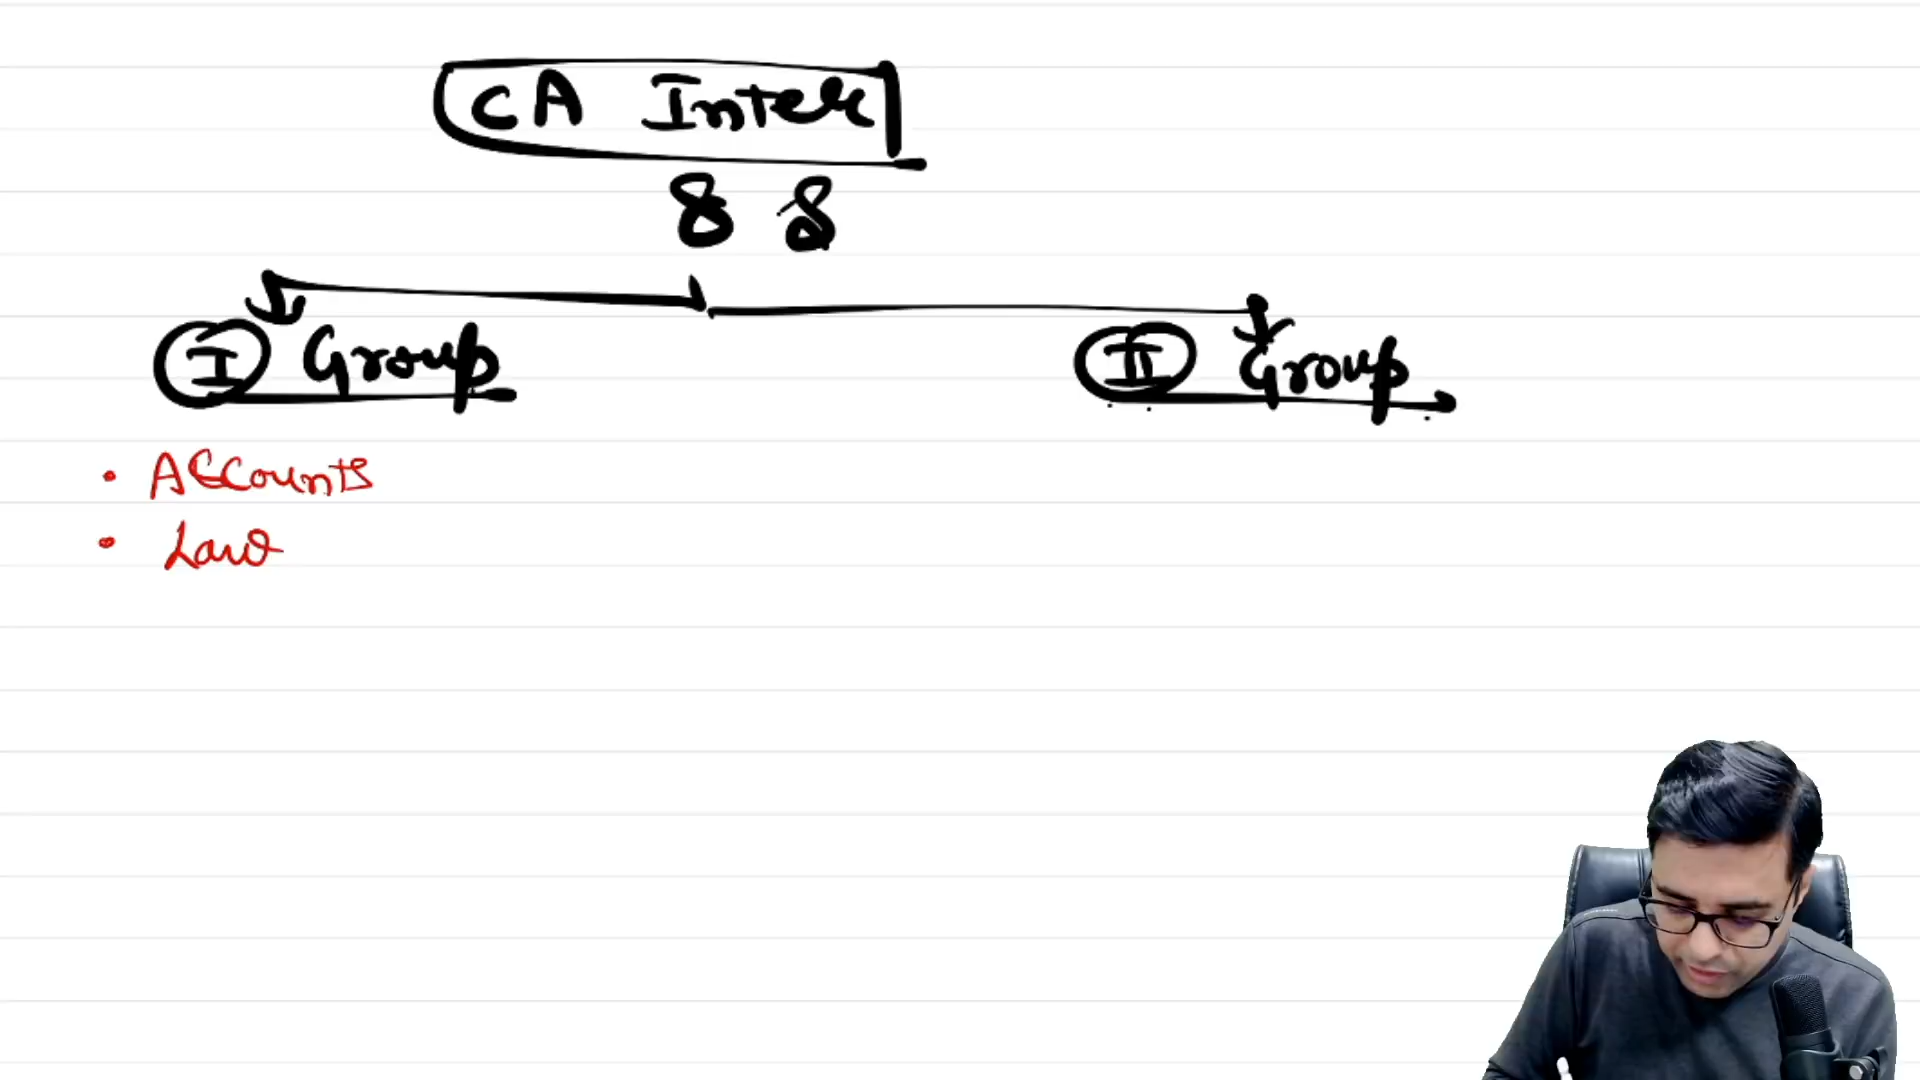 CA Inter
8 8
I Group
II Group
• Accounts
• Law